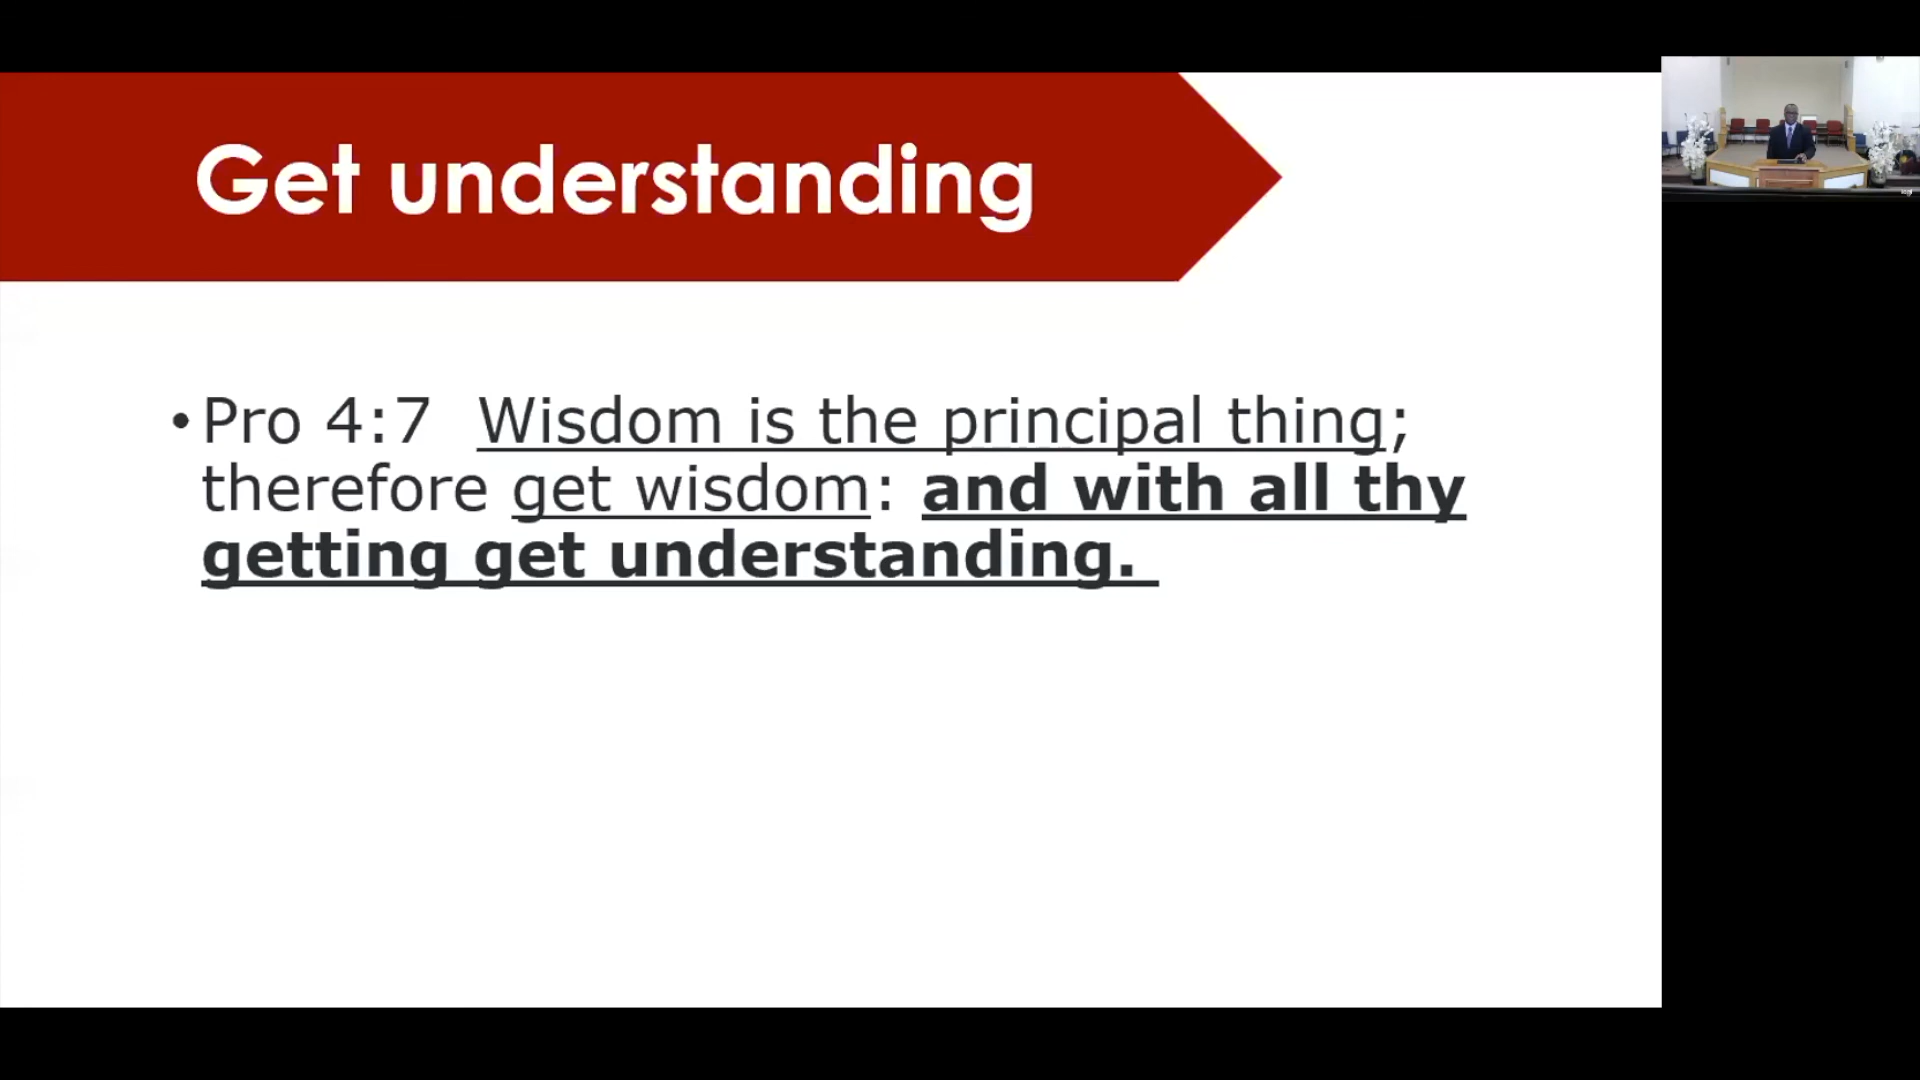 Get understanding
• Pro 4:7  Wisdom is the principal thing;
therefore get wisdom: and with all thy
getting get understanding.
logi